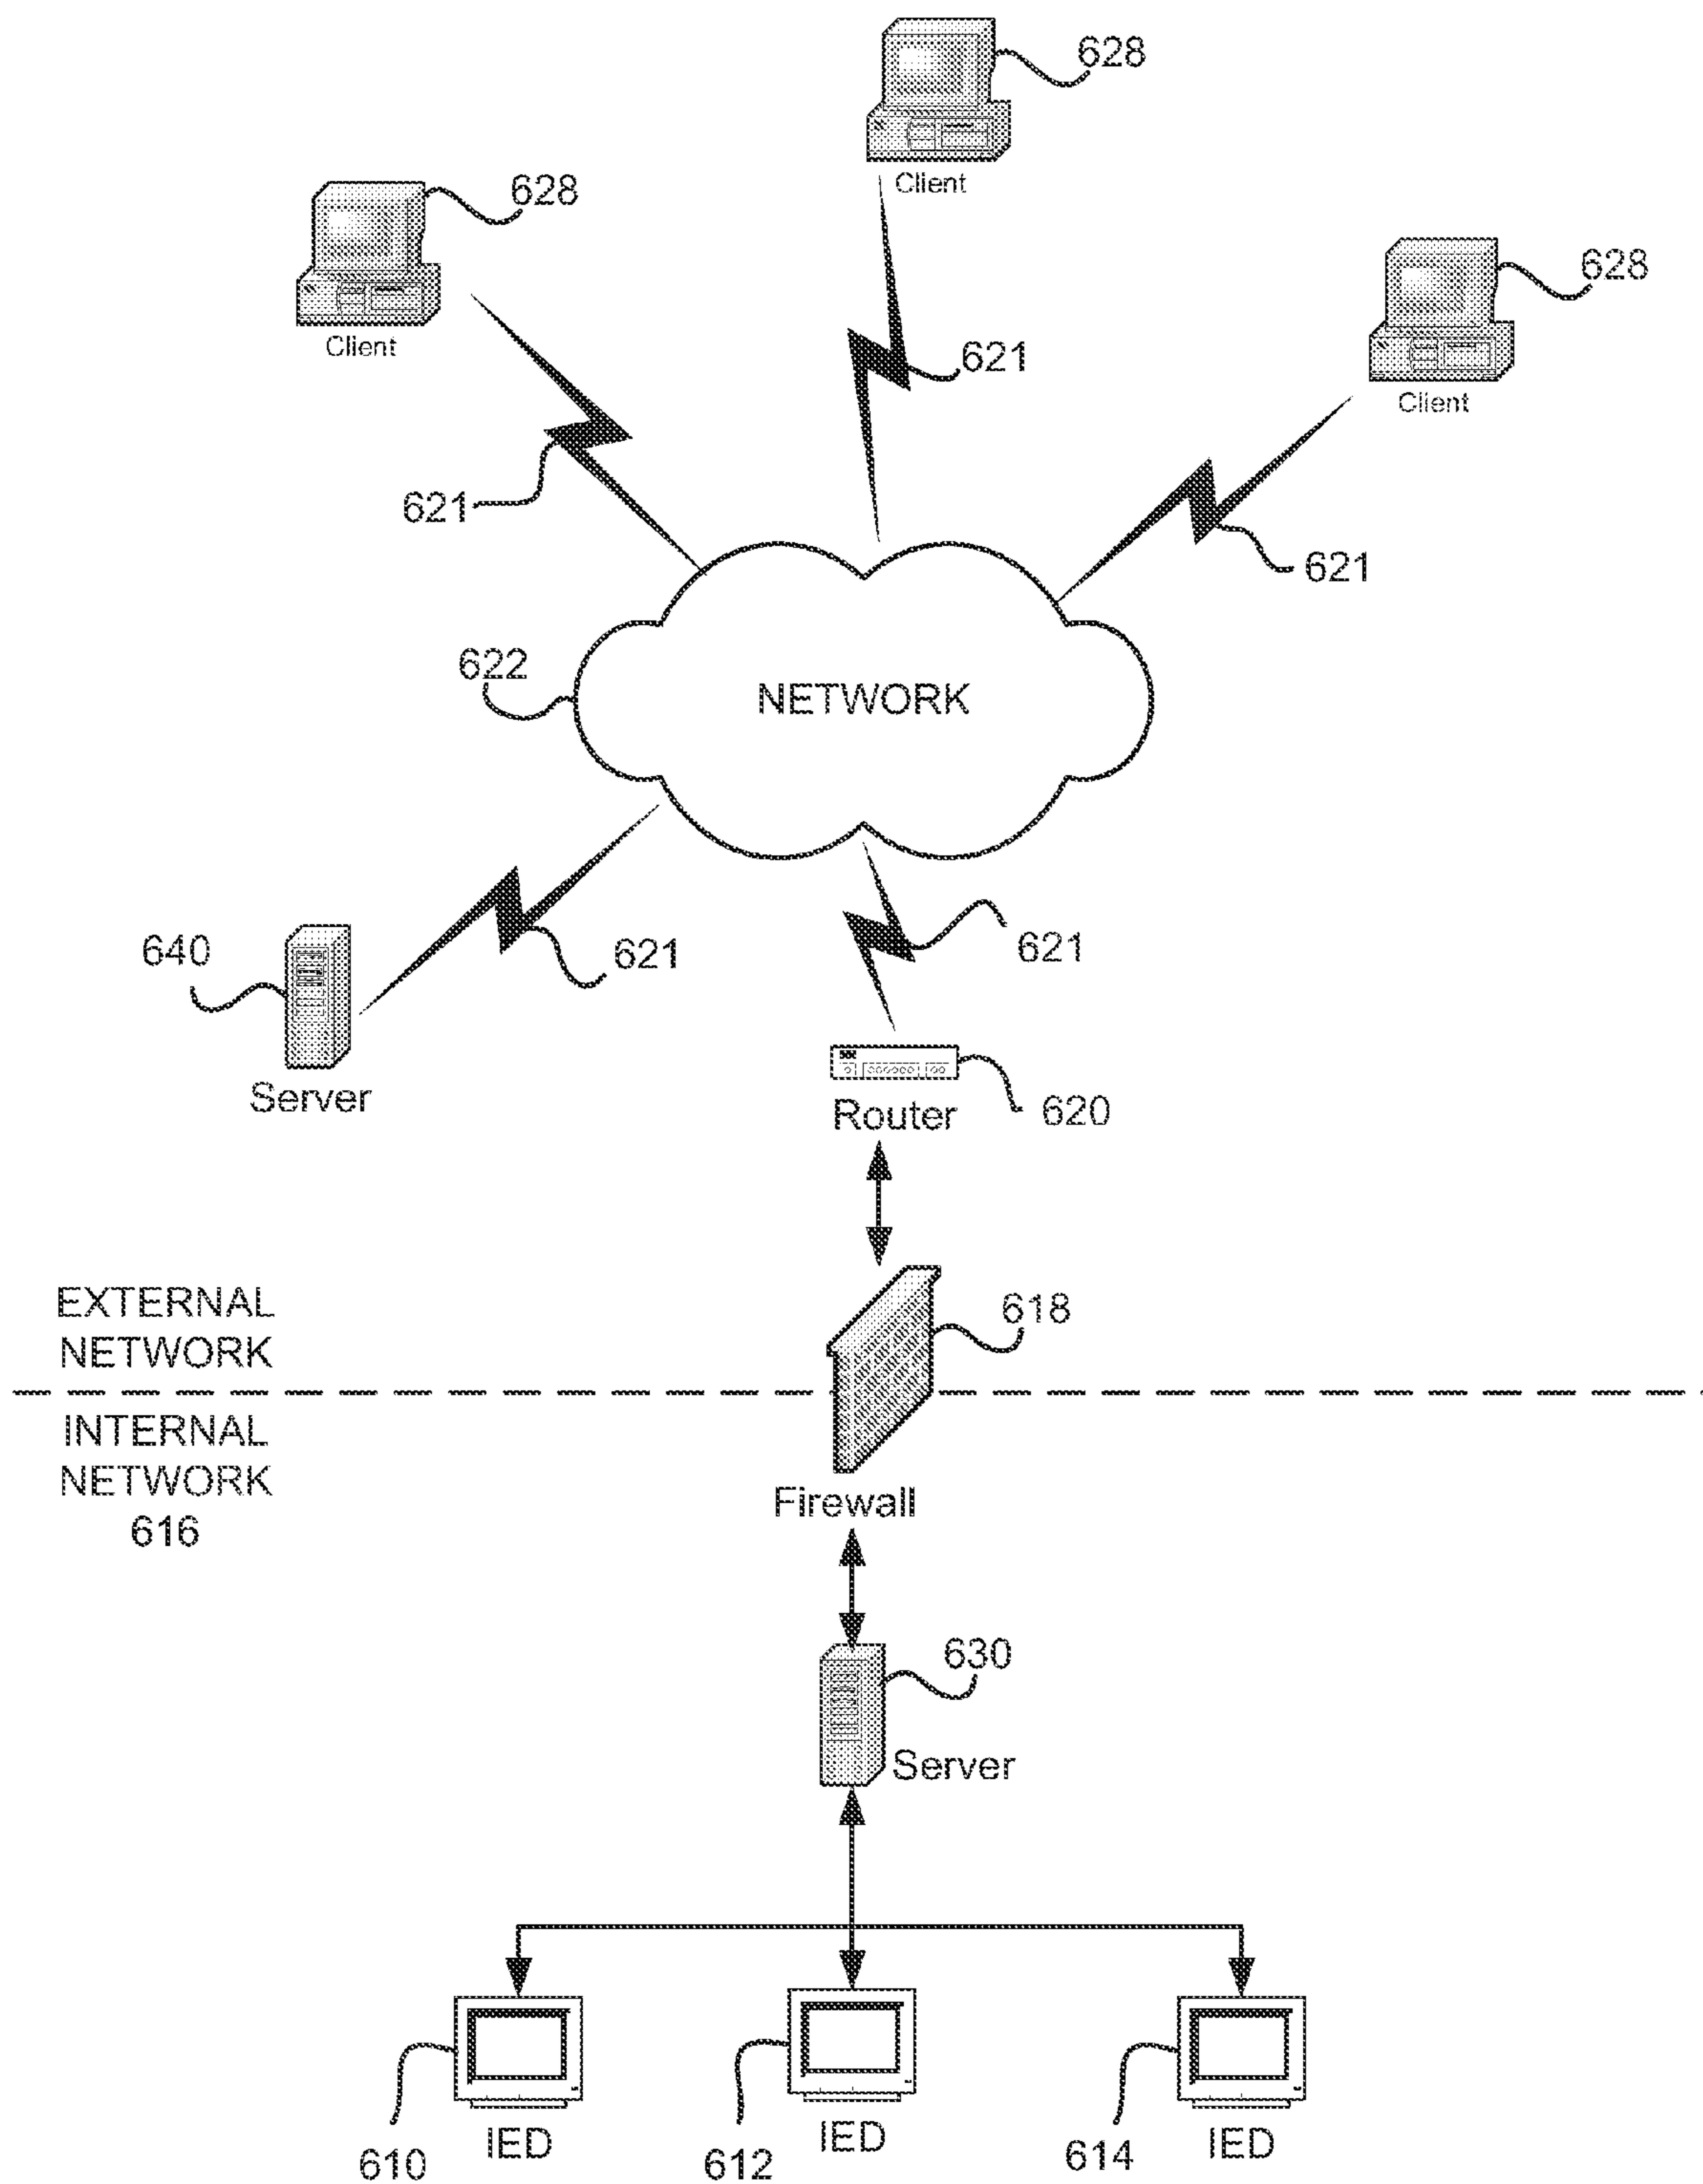 628
Client
628
Client
628
Client
621
621
621
622
NETWORK
640
621
621
Server
Router
620
EXTERNAL
NETWORK
618
INTERNAL
NETWORK
616
Firewall
630
Server
610
IED
612
IED
614
IED